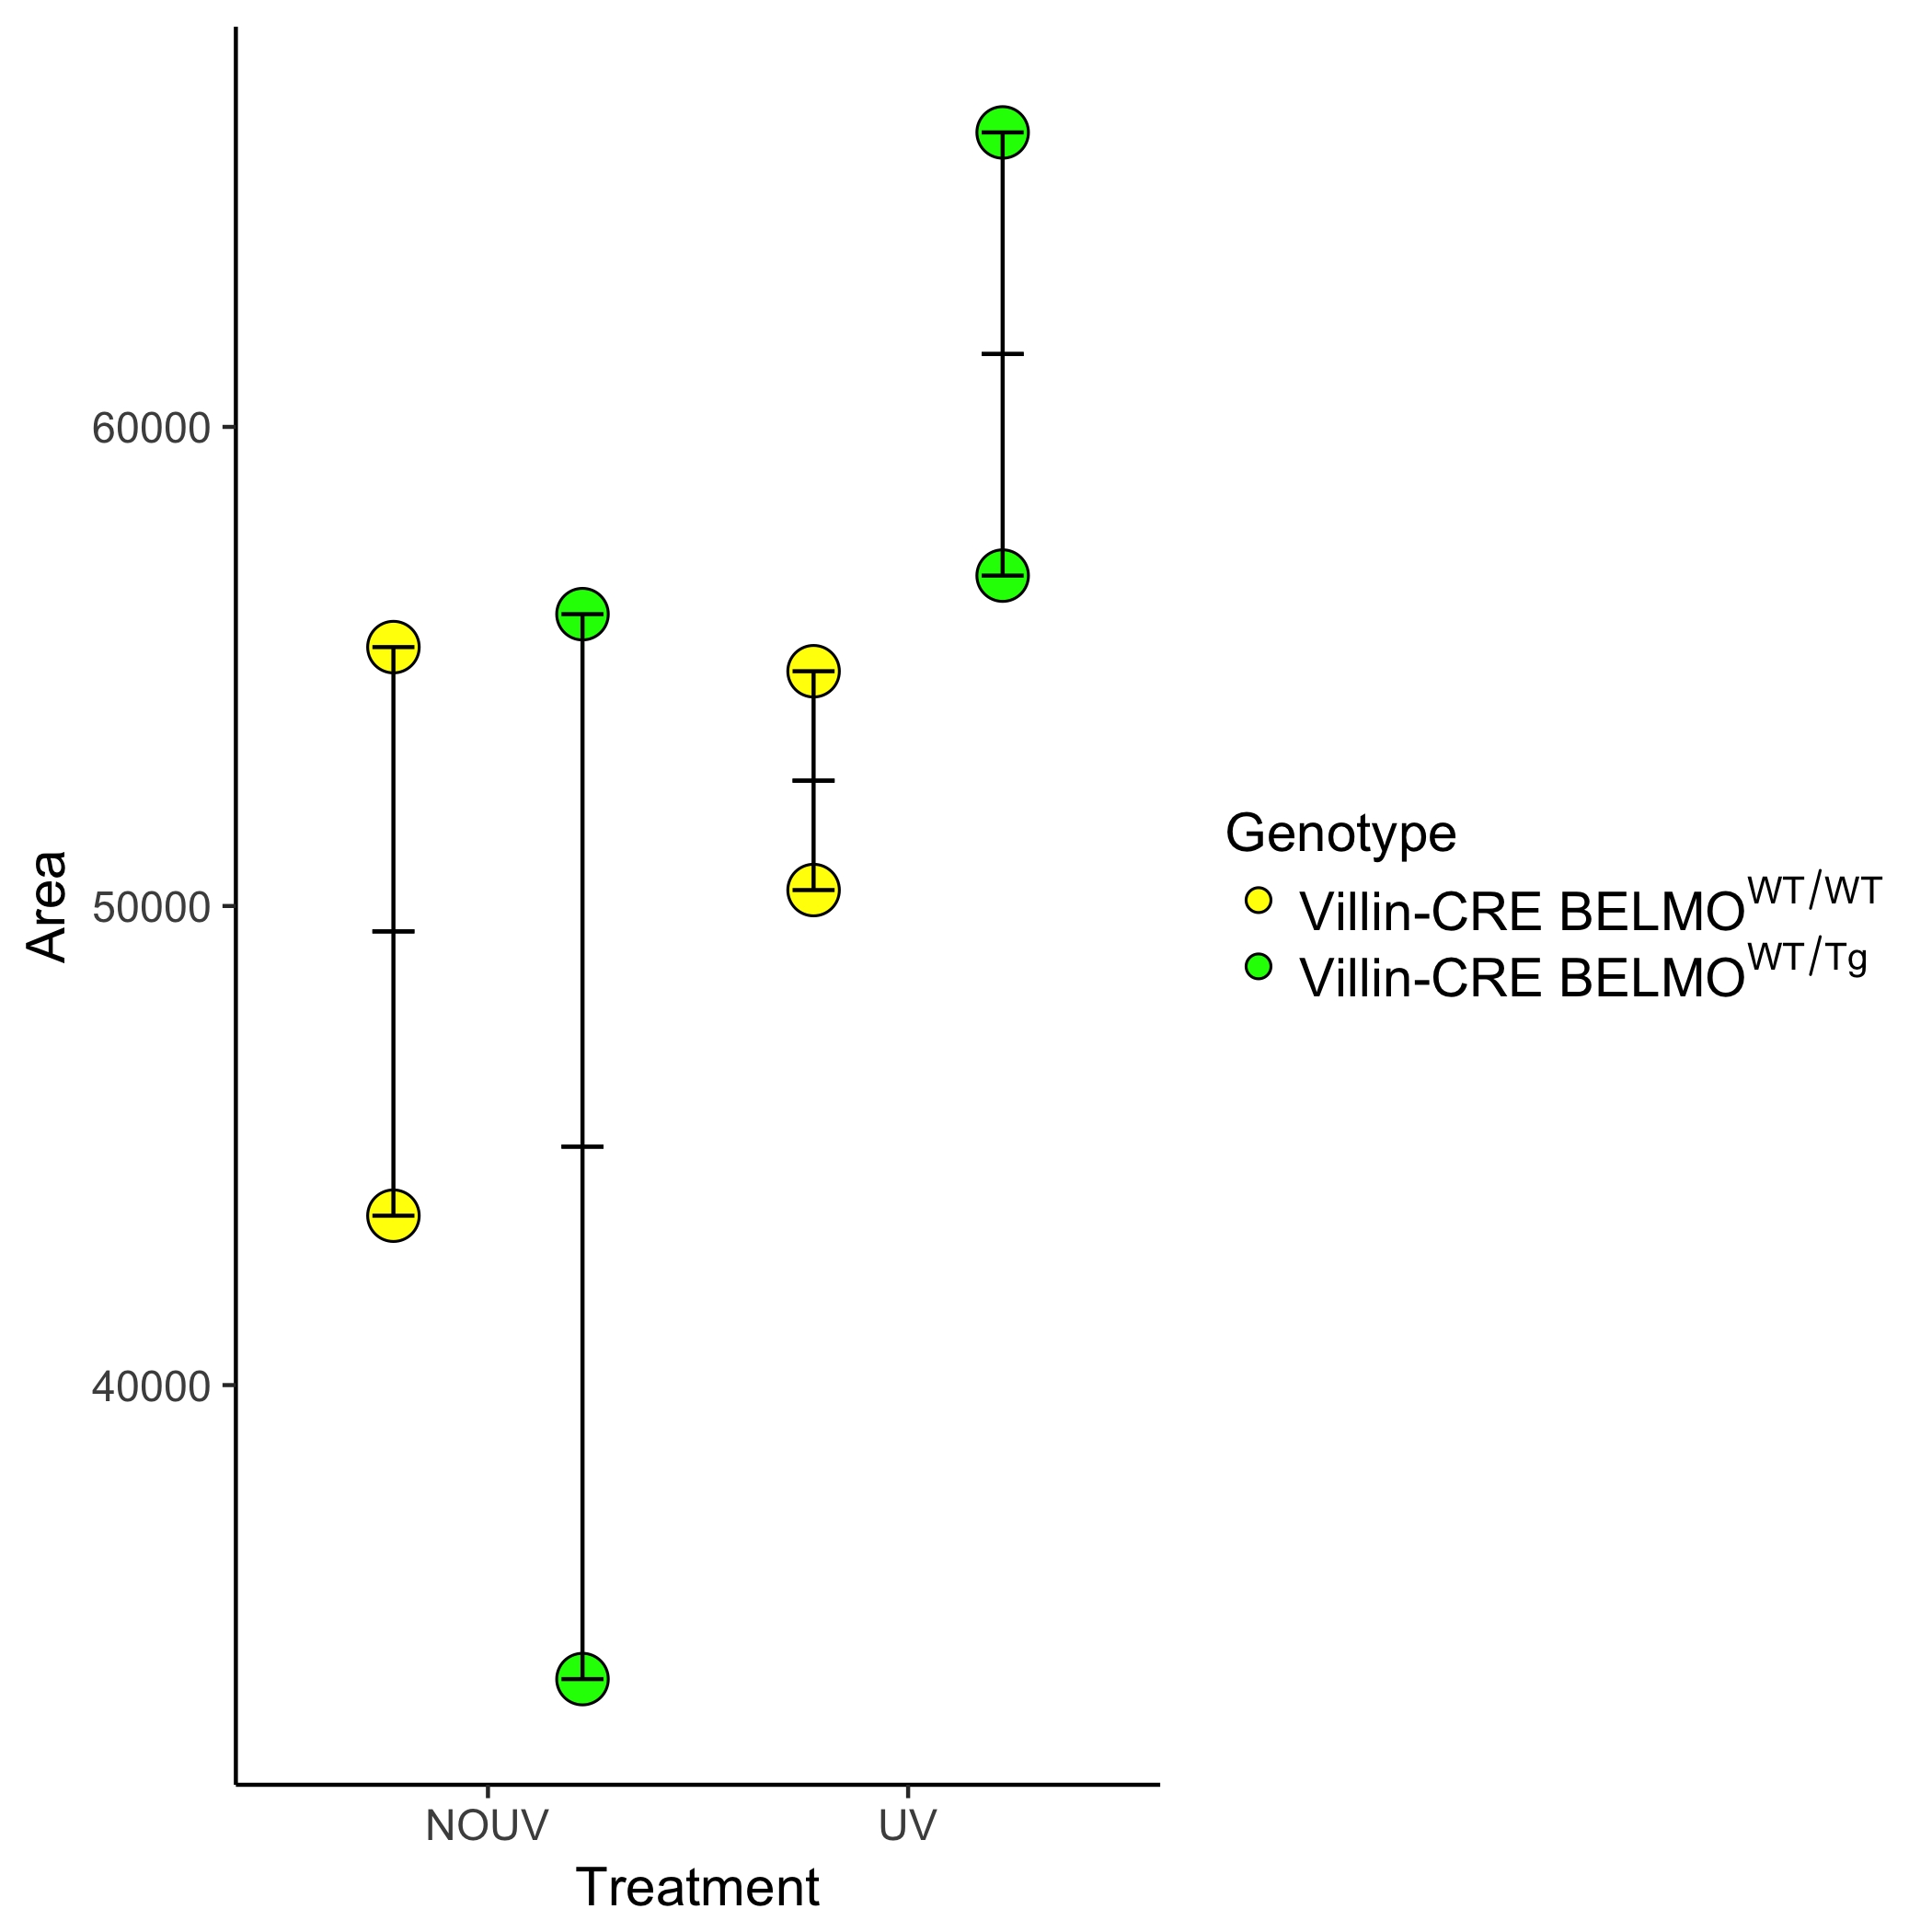 Area
60000
50000
40000
NOUV
UV
Treatment
Genotype
Villin-CRE BELMO^WT/WT
Villin-CRE BELMO^WT/Tg